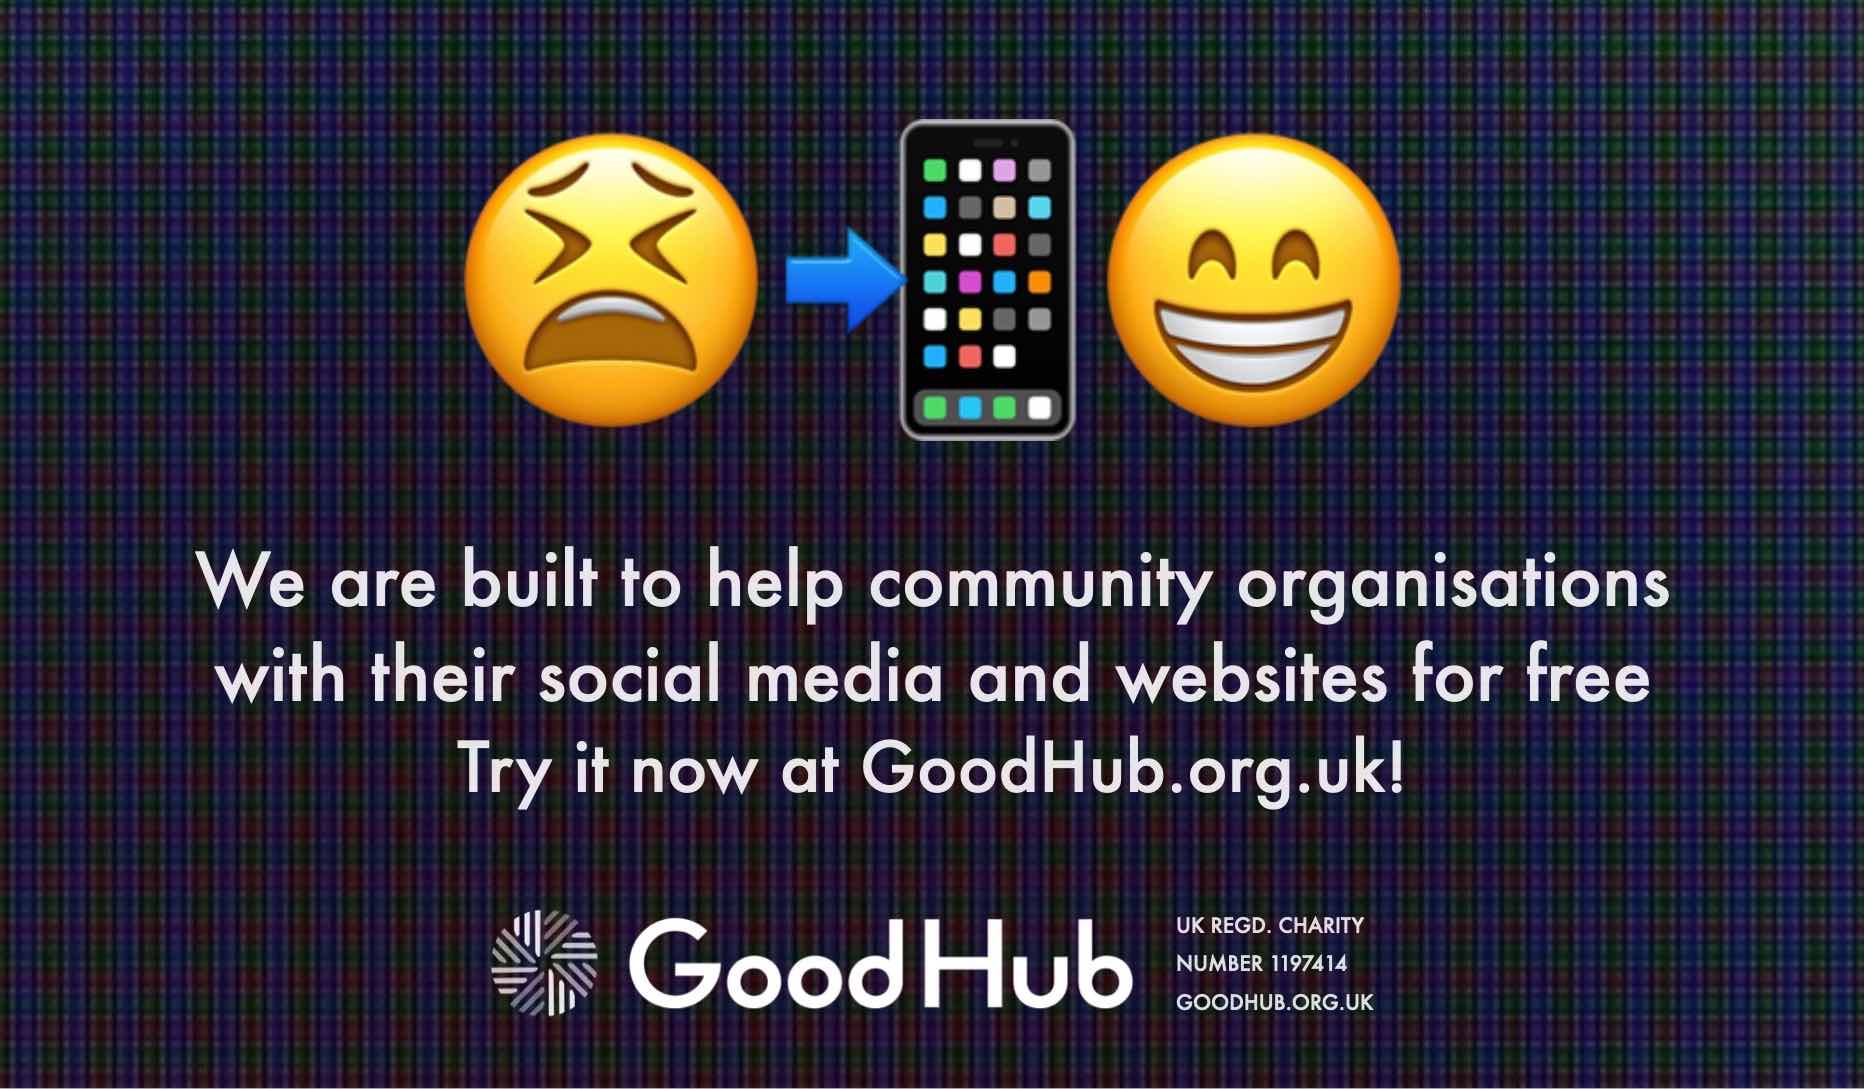 We are built to help community organisations
with their social media and websites for free
Try it now at GoodHub.org.uk!
GoodHub
UK REGD. CHARITY
NUMBER 1197414
GOODHUB.ORG.UK